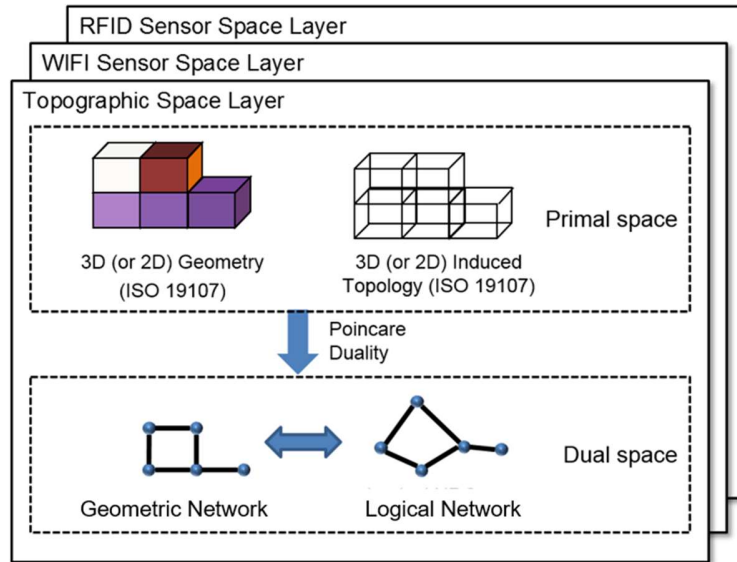 RFID Sensor Space Layer
WIFI Sensor Space Layer
Topographic Space Layer
Primal space
3D (or 2D) Geometry
(ISO 19107)
3D (or 2D) Induced
Topology (ISO 19107)
Poincare
Duality
Dual space
Geometric Network
Logical Network